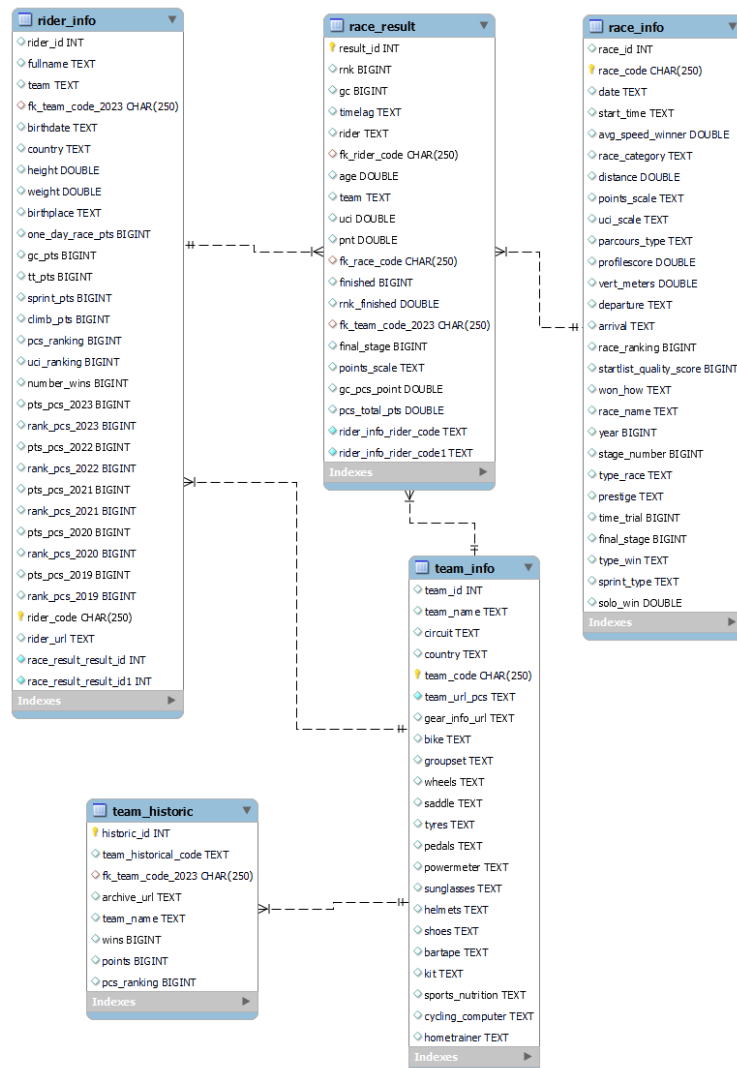 rider_info
rider_id INT
fullname TEXT
team TEXT
fk_team_code_2023 CHAR(250)
birthdate TEXT
country TEXT
height DOUBLE
weight DOUBLE
birthplace TEXT
one_day_race_pts BIGINT
gc_pts BIGINT
tt_pts BIGINT
sprint_pts BIGINT
climb_pts BIGINT
pcs_ranking BIGINT
uci_ranking BIGINT
number_wins BIGINT
pts_pcs_2023 BIGINT
rank_pcs_2023 BIGINT
pts_pcs_2022 BIGINT
rank_pcs_2022 BIGINT
pts_pcs_2021 BIGINT
rank_pcs_2021 BIGINT
pts_pcs_2020 BIGINT
rank_pcs_2020 BIGINT
pts_pcs_2019 BIGINT
rank_pcs_2019 BIGINT
rider_code CHAR(250)
rider_url TEXT
race_result_result_id INT
race_result_result_id1 INT
Indexes
race_result
result_id INT
rnk BIGINT
gc BIGINT
timelag TEXT
rider TEXT
fk_rider_code CHAR(250)
age DOUBLE
team TEXT
uci DOUBLE
pnt DOUBLE
fk_race_code CHAR(250)
finished BIGINT
rnk_finished DOUBLE
fk_team_code_2023 CHAR(250)
final_stage BIGINT
points_scale TEXT
gc_pcs_point DOUBLE
pcs_total_pts DOUBLE
rider_info_rider_code TEXT
rider_info_rider_code1 TEXT
Indexes
race_info
race_id INT
race_code CHAR(250)
date TEXT
start_time TEXT
avg_speed_winner DOUBLE
race_category TEXT
distance DOUBLE
points_scale TEXT
uci_scale TEXT
parcours_type TEXT
profilescore DOUBLE
vert_meters DOUBLE
departure TEXT
arrival TEXT
race_ranking BIGINT
startlist_quality_score BIGINT
won_how TEXT
race_name TEXT
year BIGINT
stage_number BIGINT
type_race TEXT
prestige TEXT
time_trial BIGINT
final_stage BIGINT
type_win TEXT
sprint_type TEXT
solo_win DOUBLE
Indexes
team_info
team_id INT
team_name TEXT
circuit TEXT
country TEXT
team_code CHAR(250)
team_url_pcs TEXT
gear_info_url TEXT
bike TEXT
groupset TEXT
wheels TEXT
saddle TEXT
tyres TEXT
pedals TEXT
powermeter TEXT
sunglasses TEXT
helmets TEXT
shoes TEXT
bartape TEXT
kit TEXT
sports_nutrition TEXT
cycling_computer TEXT
hometrainer TEXT
Indexes
team_historic
historic_id INT
team_historical_code TEXT
fk_team_code_2023 CHAR(250)
archive_url TEXT
team_name TEXT
wins BIGINT
points BIGINT
pcs_ranking BIGINT
Indexes